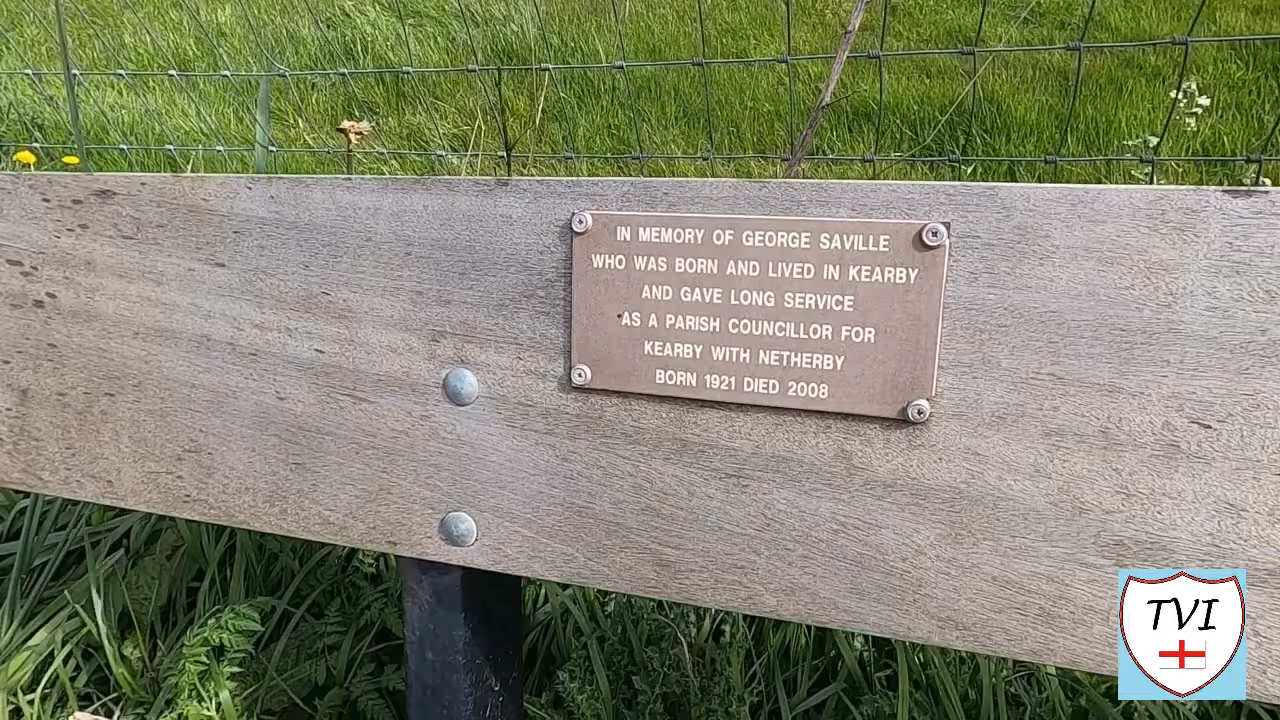 IN MEMORY OF GEORGE SAVILLE
WHO WAS BORN AND LIVED IN KEARBY
AND GAVE LONG SERVICE
AS A PARISH COUNCILLOR FOR
KEARBY WITH NETHERBY
BORN 1921 DIED 2008
TVI